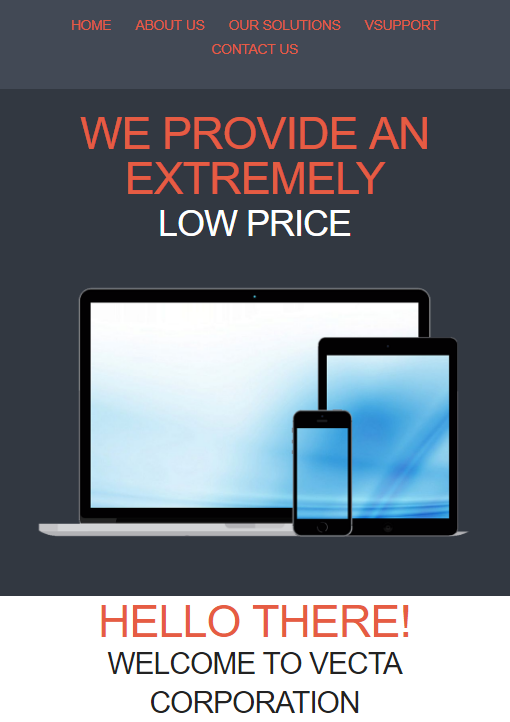 HOME ABOUT US OUR SOLUTIONS VSUPPORT
CONTACT US
WE PROVIDE AN
EXTREMELY
LOW PRICE
HELLO THERE!
WELCOME TO VECTA
CORPORATION